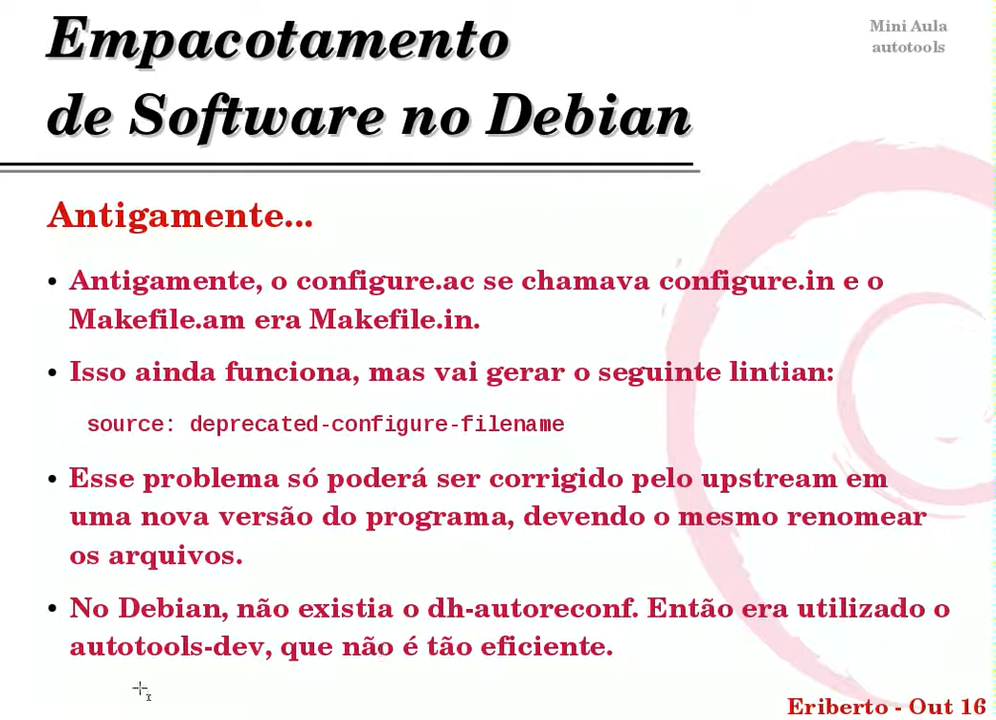 Empacotamento
de Software no Debian
Mini Aula
autotools
Antigamente...
• Antigamente, o configure.ac se chamava configure.in e o
Makefile.am era Makefile.in.
• Isso ainda funciona, mas vai gerar o seguinte lintian:
source: deprecated-configure-filename
• Esse problema só poderá ser corrigido pelo upstream em
uma nova versão do programa, devendo o mesmo renomear
os arquivos.
• No Debian, não existia o dh-autoreconf. Então era utilizado o
autotools-dev, que não é tão eficiente.
Eriberto - Out 16